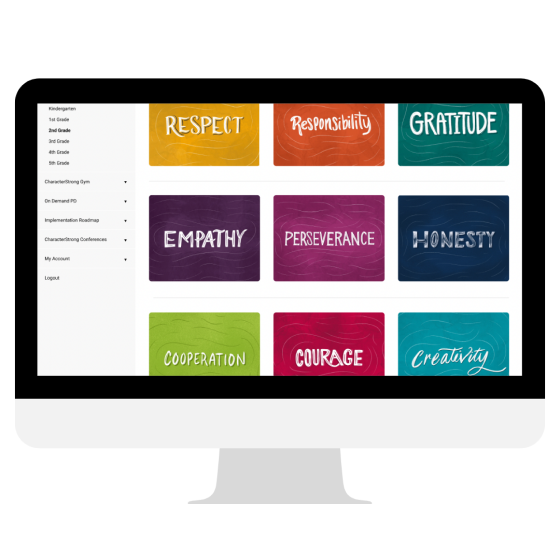 Kindergarten
1st Grade
2nd Grade
3rd Grade
4th Grade
5th Grade
CharacterStrong Gym
On Demand PD
Implementation Roadmap
CharacterStrong Conferences
My Account
Logout
RESPECT
Responsibility
GRATITUDE
EMPATHY
PERSEVERANCE
HONESTY
COOPERATION
COURAGE
Creativity